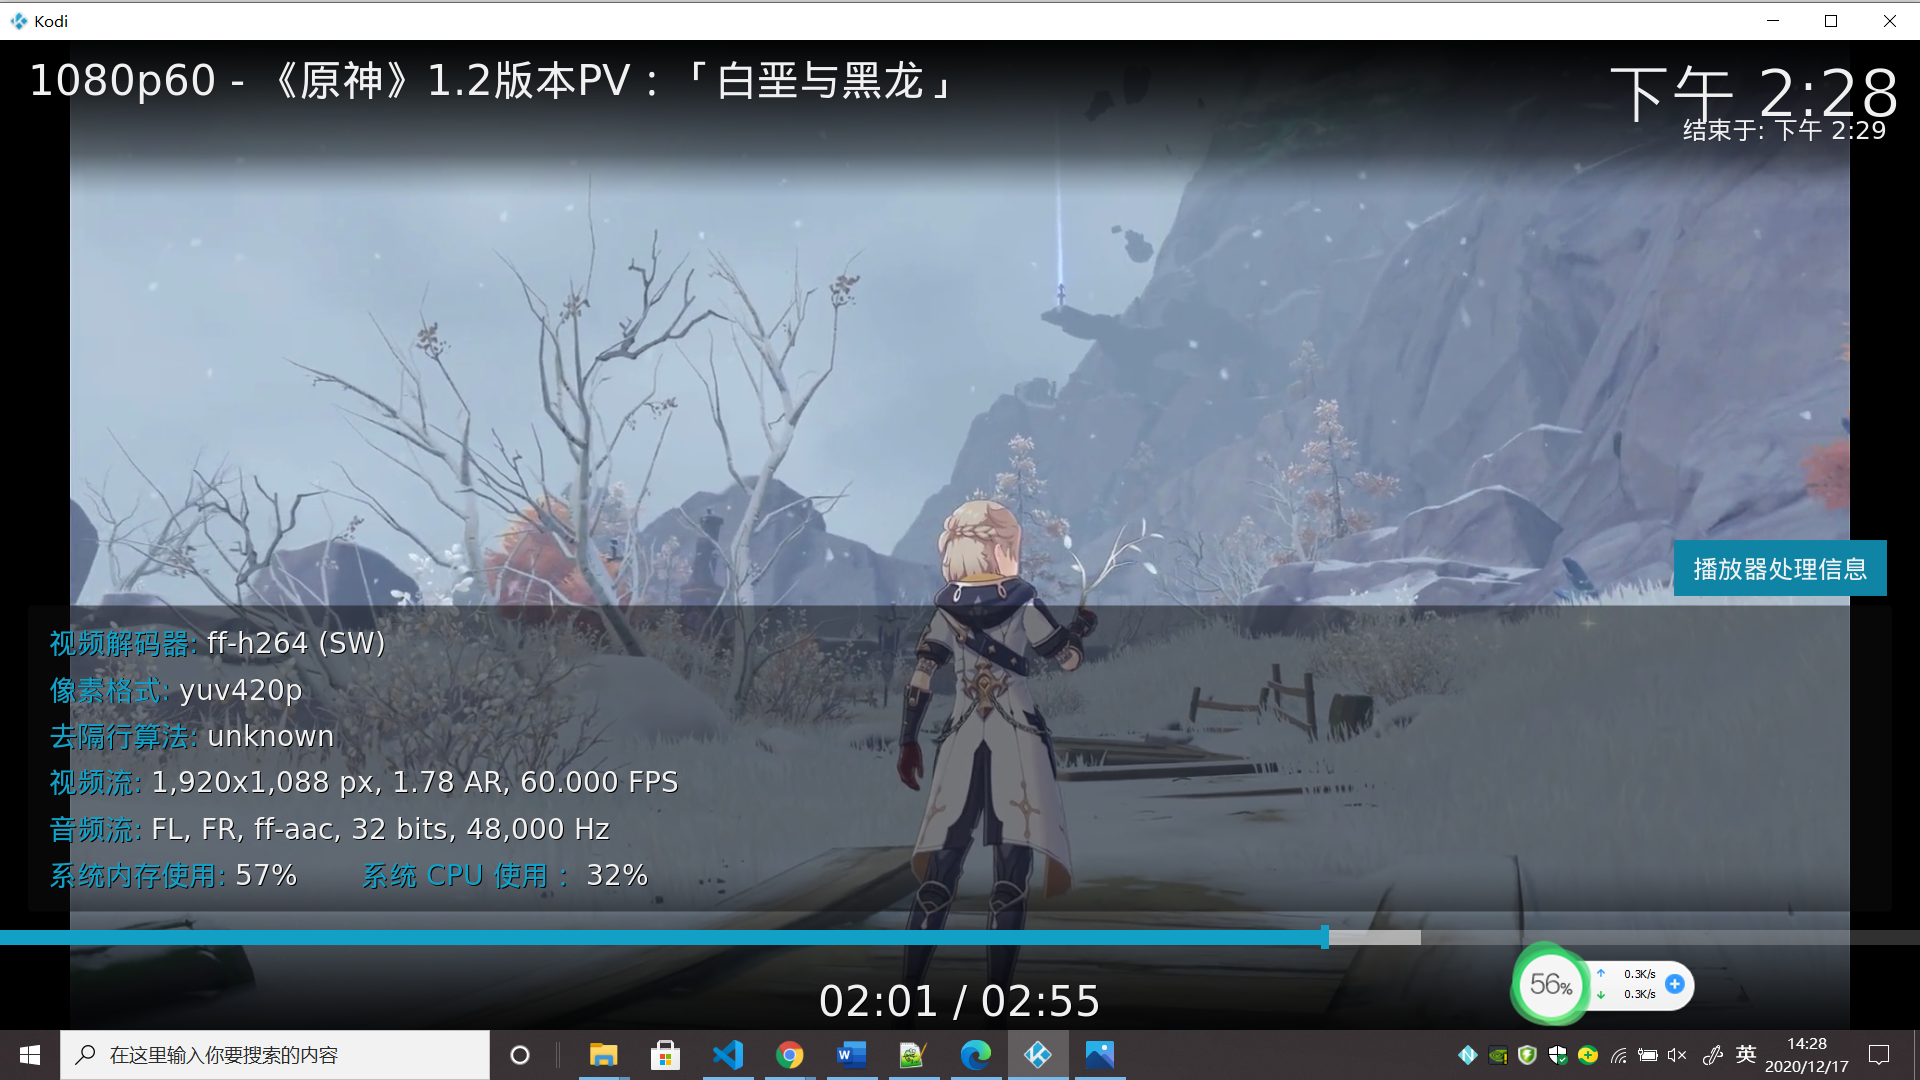 Kodi
1080p60 - 《原神》1.2版本PV：「白垩与黑龙」
下午 2:28
结束于: 下午 2:29
播放器处理信息
视频解码器: ff-h264 (SW)
像素格式: yuv420p
去隔行算法: unknown
视频流: 1,920x1,088 px, 1.78 AR, 60.000 FPS
音频流: FL, FR, ff-aac, 32 bits, 48,000 Hz
系统内存使用: 57% 系统 CPU 使用 : 32%
56% ↑ 0.3K/s
↓ 0.3K/s
02:01 / 02:55
在这里输入你要搜索的内容
英
14:28
2020/12/17